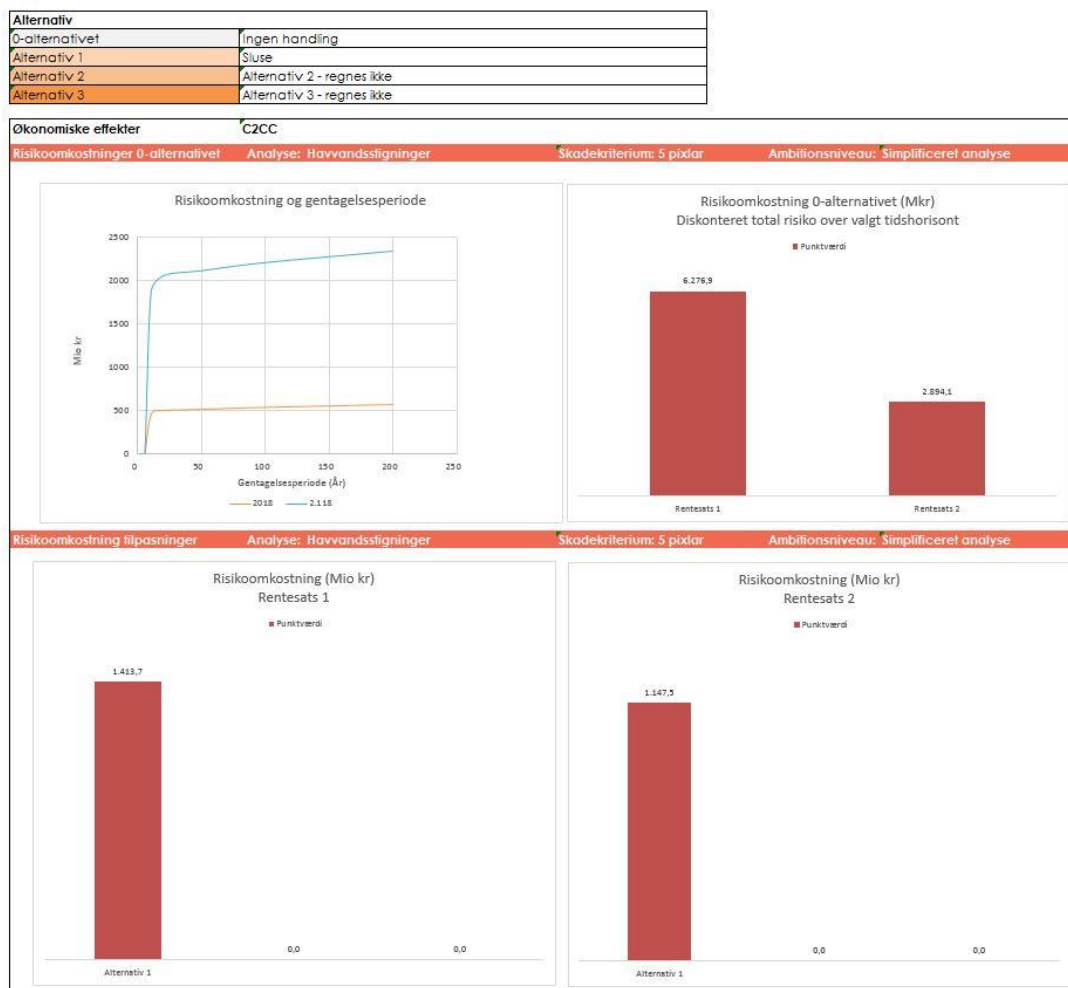 Alternativ
0-alternativet Ingen handling
Alternativ 1 Sluse
Alternativ 2 Alternativ 2 - regnes ikke
Alternativ 3 Alternativ 3 - regnes ikke
Økonomiske effekter C2CC
Risikoomkostninger 0-alternativet Analyse: Havvandsstigninger Skadekriterium: 5 pixlar Ambitionsniveau: Simplificeret analyse
Risikoomkostning og gentagelsesperiode
2500
2000
1500
1000
500
0
Mio kr
0 50 100 150 200 250
Gentagelsesperiode (År)
2018 2.118
Risikoomkostning 0-alternativet (Mkr)
Diskonteret total risiko over valgt tidshorisont
Punktværdi
6.276,9
2.894,1
Rentesats 1 Rentesats 2
Risikoomkostning tilpasninger Analyse: Havvandsstigninger Skadekriterium: 5 pixlar Ambitionsniveau: Simplificeret analyse
Risikoomkostning (Mio kr)
Rentesats 1
Punktværdi
1.413,7
0,0 0,0
Alternativ 1
Risikoomkostning (Mio kr)
Rentesats 2
Punktværdi
1.147,5
0,0 0,0
Alternativ 1